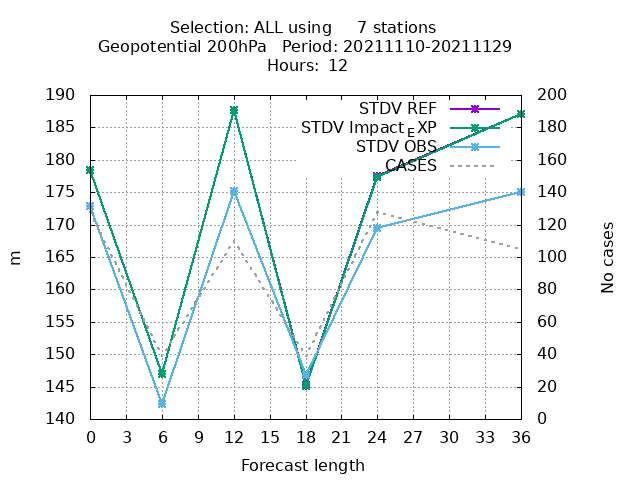 Selection: ALL using 7 stations
Geopotential 200hPa Period: 20211110-20211129
Hours: 12
STDV REF
STDV Impact_EXP
STDV OBS
CASES
190
185
180
175
170
165
160
155
150
145
140
200
180
160
140
120
100
80
60
40
20
0
m
No cases
0 3 6 9 12 15 18 21 24 27 30 33 36
Forecast length